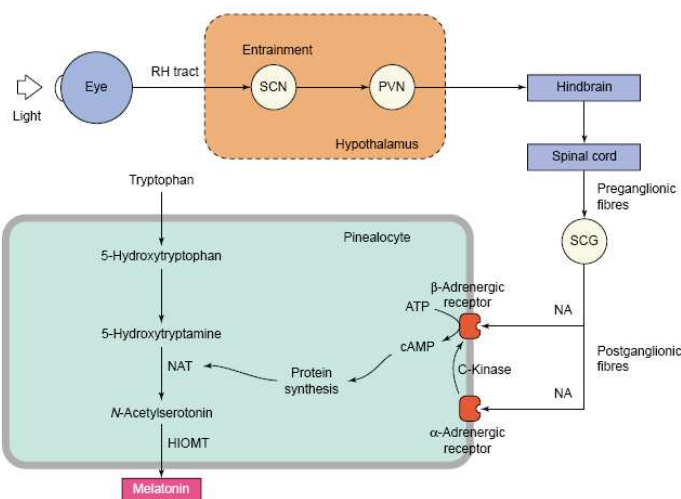 Entrainment
RH tract
Eye
SCN
PVN
Hindbrain
Light
Hypothalamus
Spinal cord
Tryptophan
Preganglionic
fibres
Pinealocyte
SCG
5-Hydroxytryptophan
β-Adrenergic
receptor
ATP
NA
5-Hydroxytryptamine
cAMP
Postganglionic
fibres
NAT
Protein
synthesis
C-Kinase
NA
N-Acetylserotonin
α-Adrenergic
receptor
HIOMT
Melatonin